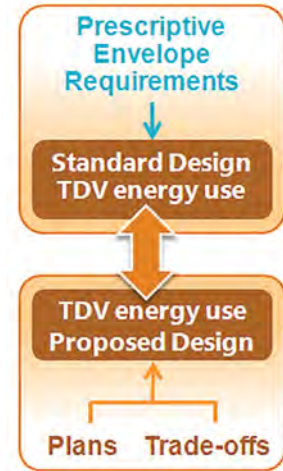 Prescriptive
Envelope
Requirements
Standard Design
TDV energy use
TDV energy use
Proposed Design
Plans Trade-offs